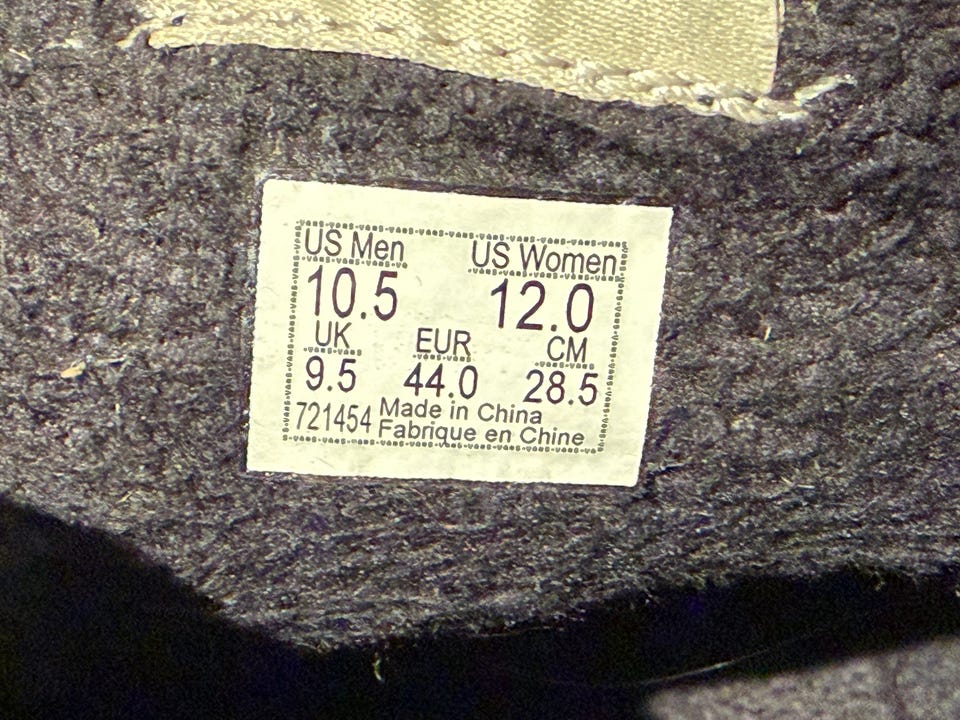 US Men US Women
10.5 12.0
UK EUR CM
9.5 44.0 28.5
721454 Made in China
Fabrique en Chine